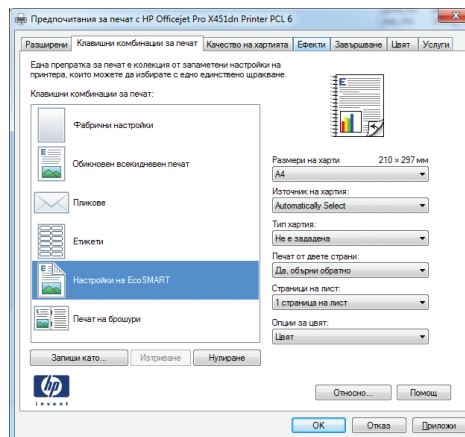 Предпочитания за печат с HP Officejet Pro X451dn Printer PCL 6
Разширени Клавишни комбинации за печат Качество на хартията Ефекти Завършване Цвят Услуги
Една препратка за печат е колекция от запаметени настройки на
принтера, които можете да избирате с едно единствено щракване.
Клавишни комбинации за печат:
Фабрични настройки
Обикновен всекидневен печат
Пликове
Етикети
Настройки на EcoSMART
Печат на брошури
Запиши като... Изтриване Нулиране
Размери на харти 210 × 297 мм
A4
Източник на хартия:
Automatically Select
Тип хартия:
Не е зададена
Печат от двете страни:
Да, обърни обратно
Страници на лист:
1 страница на лист
Опции за цвят:
Цвят
hp
invent
Относно... Помощ
OK Отказ Приложи